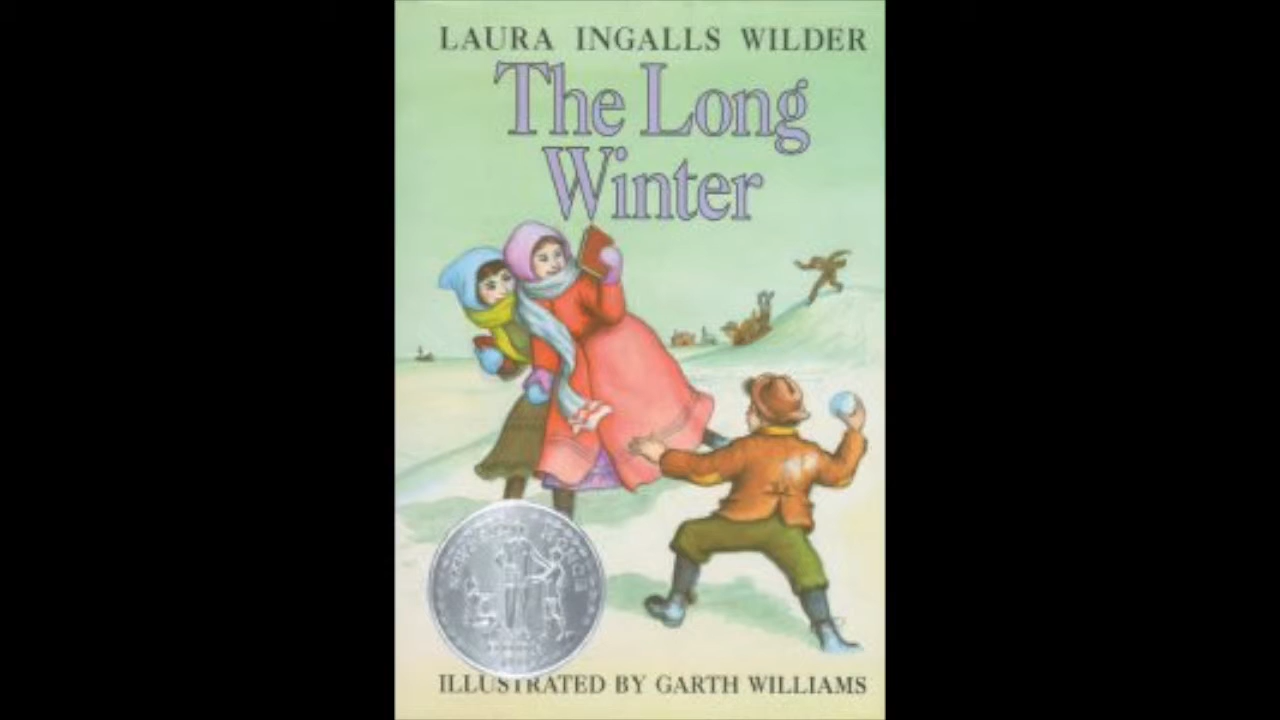 LAURA INGALLS WILDER
The Long
Winter
ILLUSTRATED BY GARTH WILLIAMS